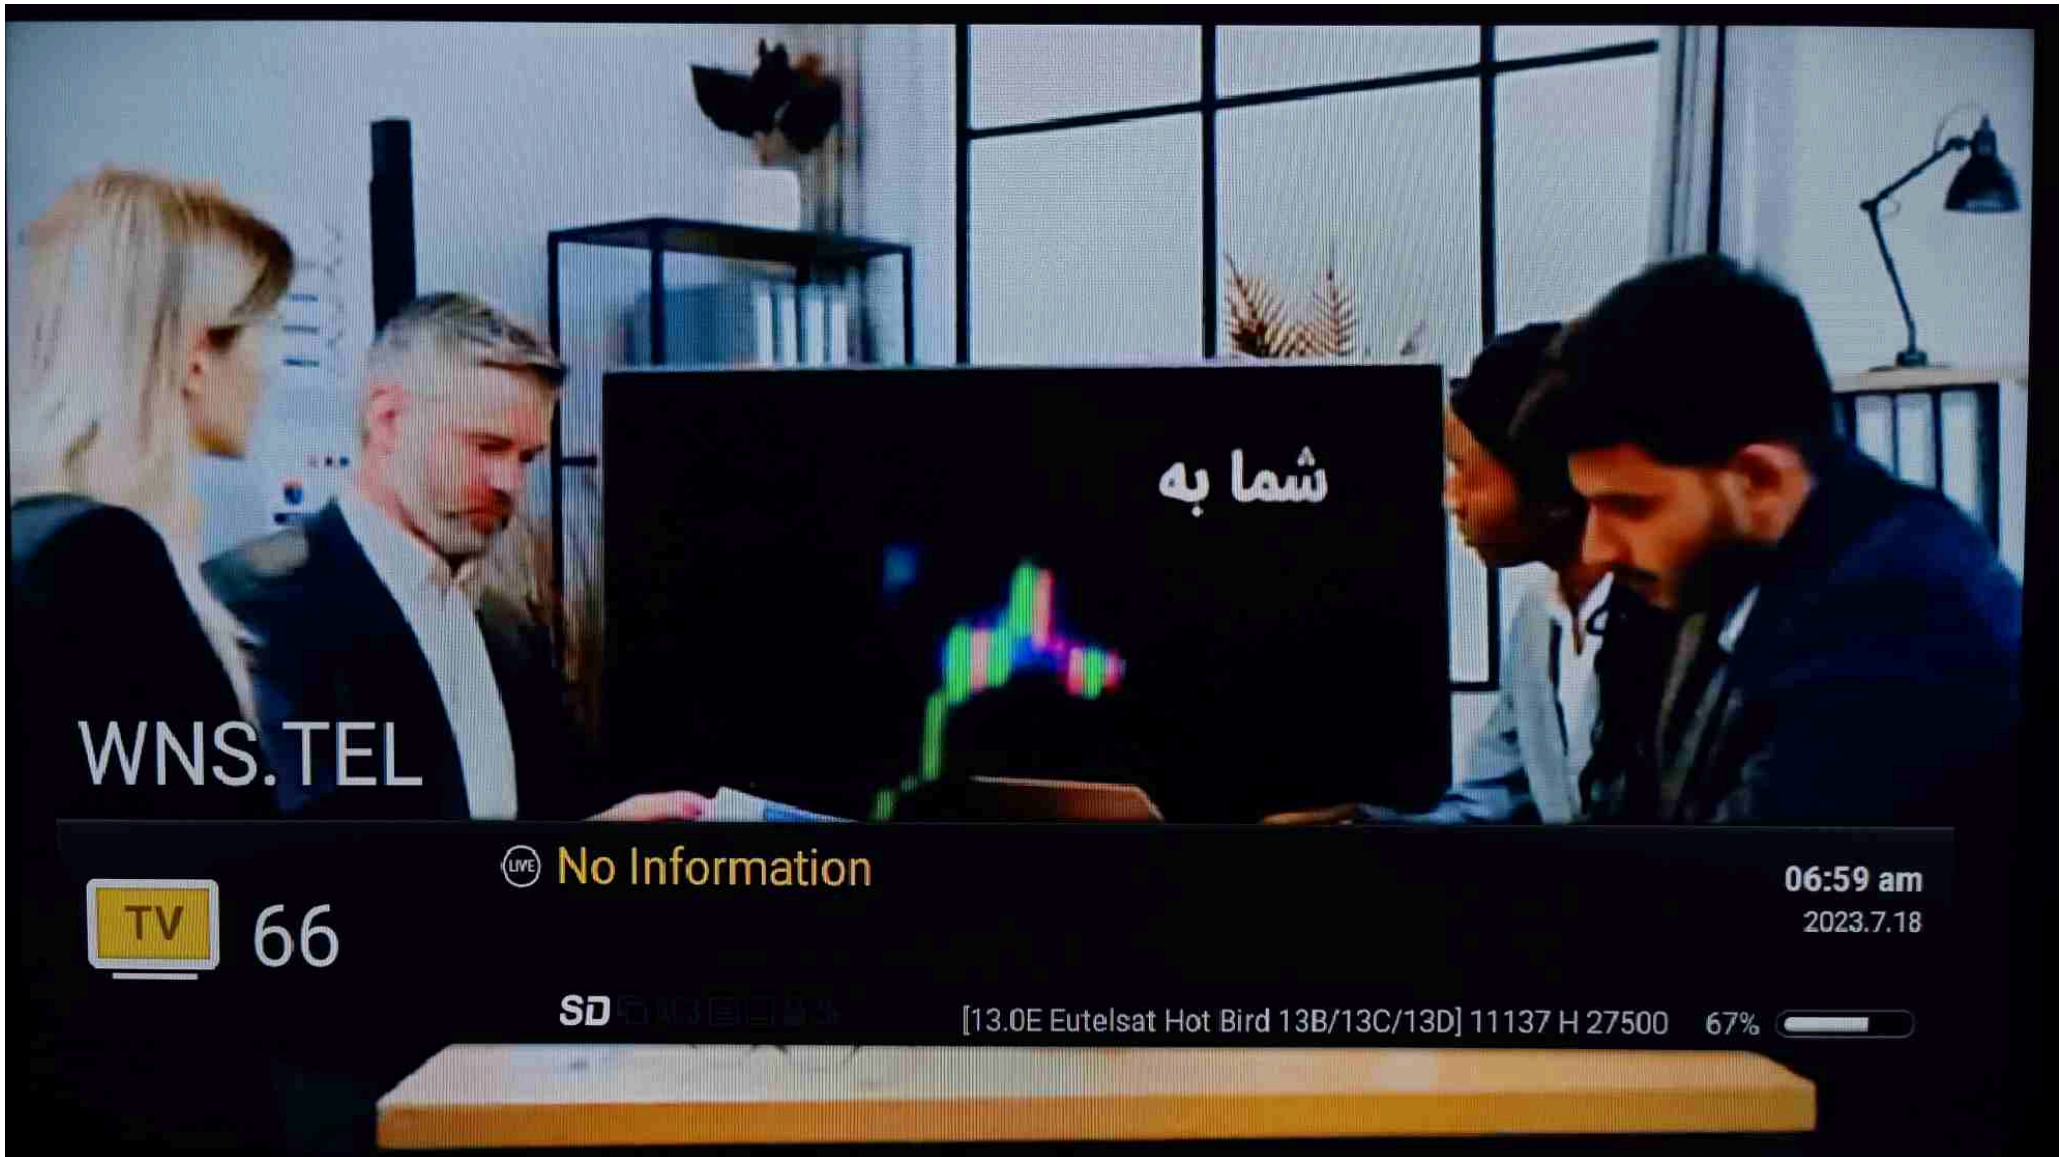 شما به
WNS.TEL
LIVE No Information
06:59 am
TV 66
2023.7.18
SD
[13.0E Eutelsat Hot Bird 13B/13C/13D] 11137 H 27500 67%